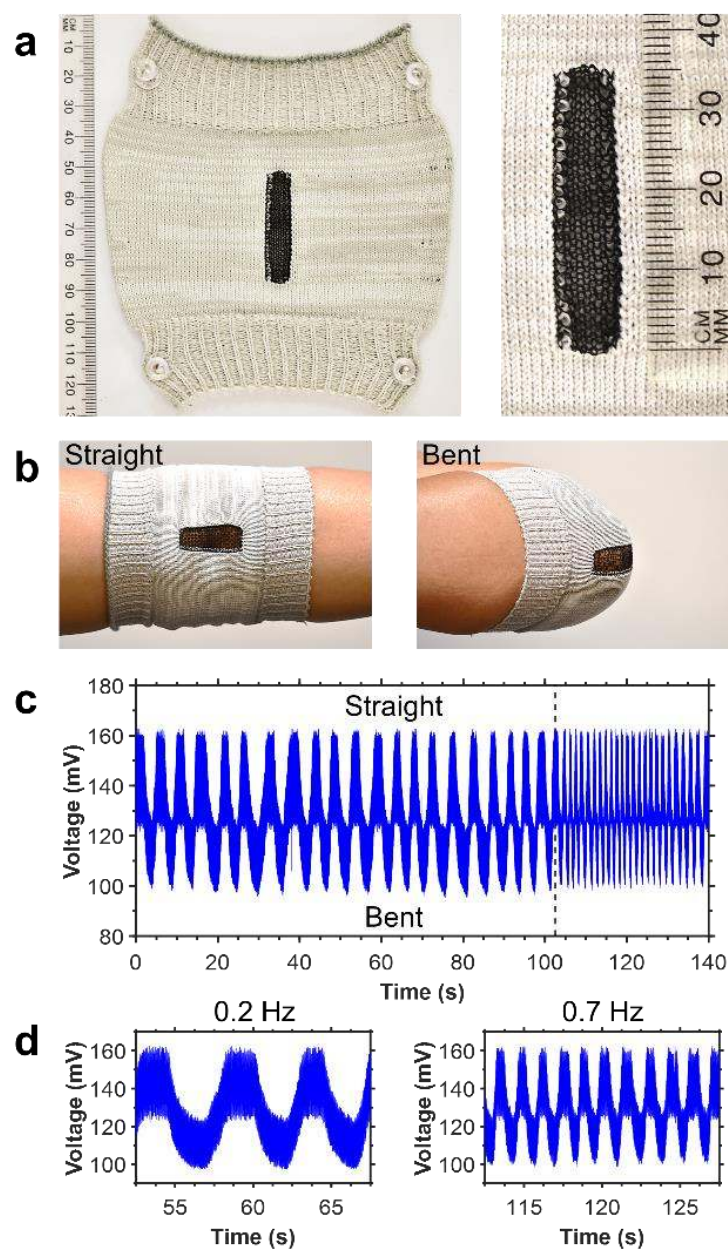 a
CM
MM
10
20
30
40
50
60
70
80
90
100
110
120
40
30
20
10
CM
MM
b
Straight
Bent
c
180
160
140
120
100
80
Voltage (mV)
Straight
Bent
0 20 40 60 80 100 120 140
Time (s)
d
0.2 Hz
0.7 Hz
160
140
120
100
Voltage (mV)
55 60 65
Time (s)
160
140
120
100
Voltage (mV)
115 120 125
Time (s)